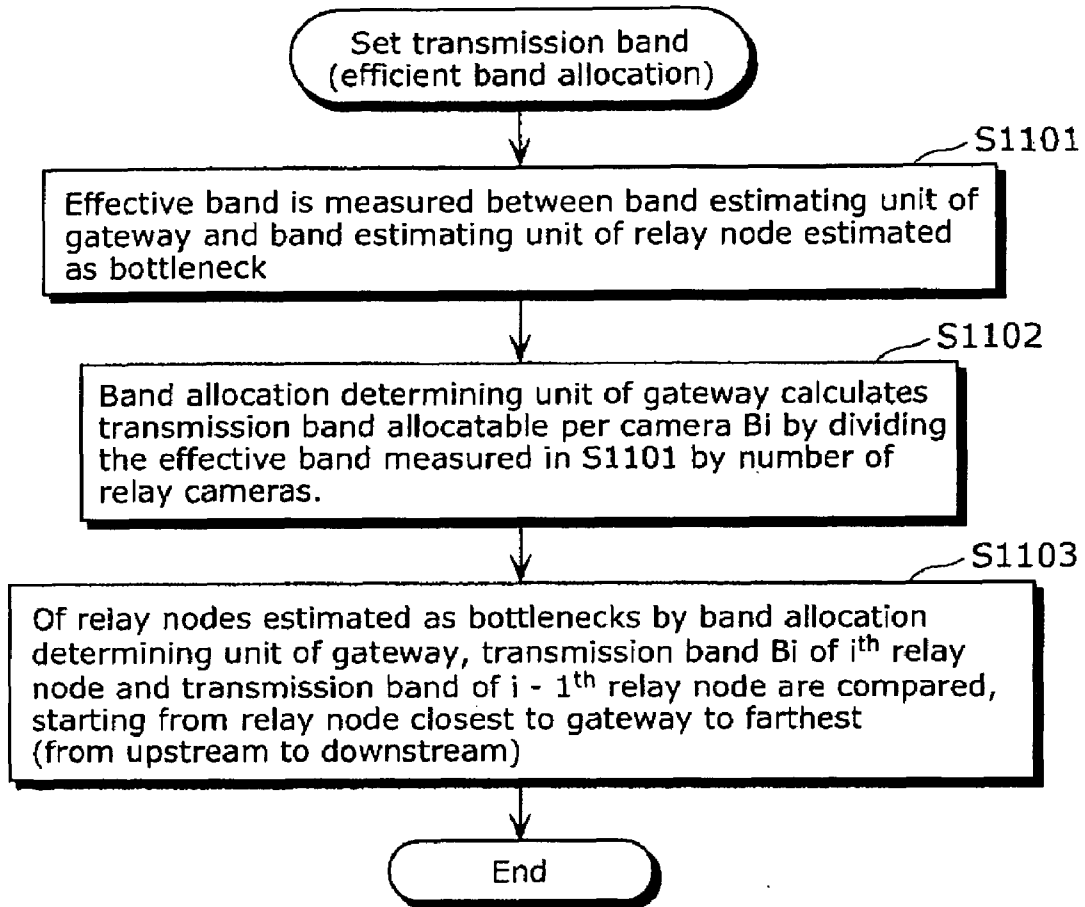 Set transmission band
(efficient band allocation)
S1101
Effective band is measured between band estimating unit of
gateway and band estimating unit of relay node estimated
as bottleneck
S1102
Band allocation determining unit of gateway calculates
transmission band allocatable per camera Bi by dividing
the effective band measured in S1101 by number of
relay cameras.
S1103
Of relay nodes estimated as bottlenecks by band allocation
determining unit of gateway, transmission band Bi of ith relay
node and transmission band of i - 1th relay node are compared,
starting from relay node closest to gateway to farthest
(from upstream to downstream)
End